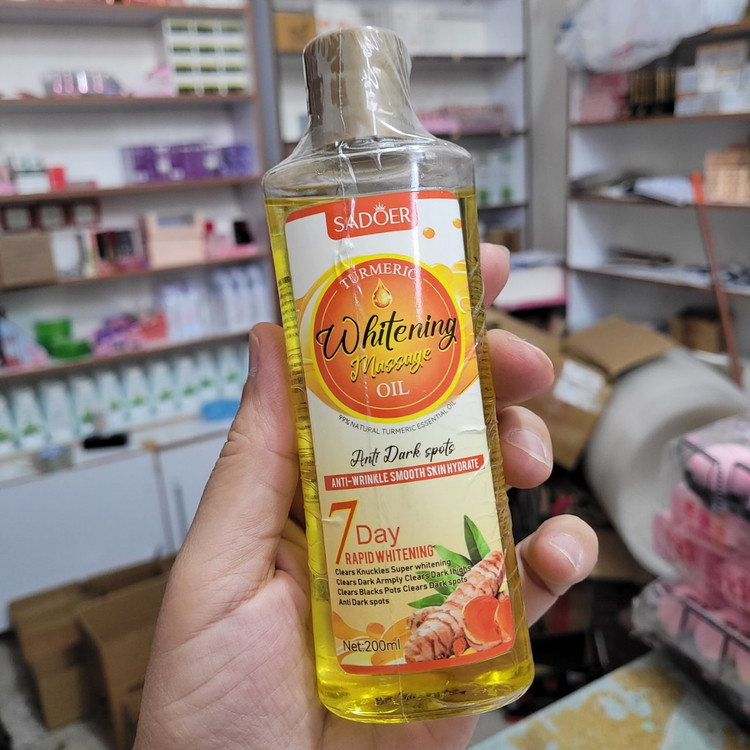 SADOER
TURMERIC
Whitening
Massage
OIL
99% NATURAL TURMERIC ESSENTIAL OIL
Anti Dark spots
ANTI-WRINKLE SMOOTH SKIN HYDRATE
7 Day
RAPID WHITENING
Clears Knuckles Super whitening
Clears Dark Armply Clears Dark thighs
Clears Blacks Pots Clears Dark spots
Anti Dark spots
Net:200ml